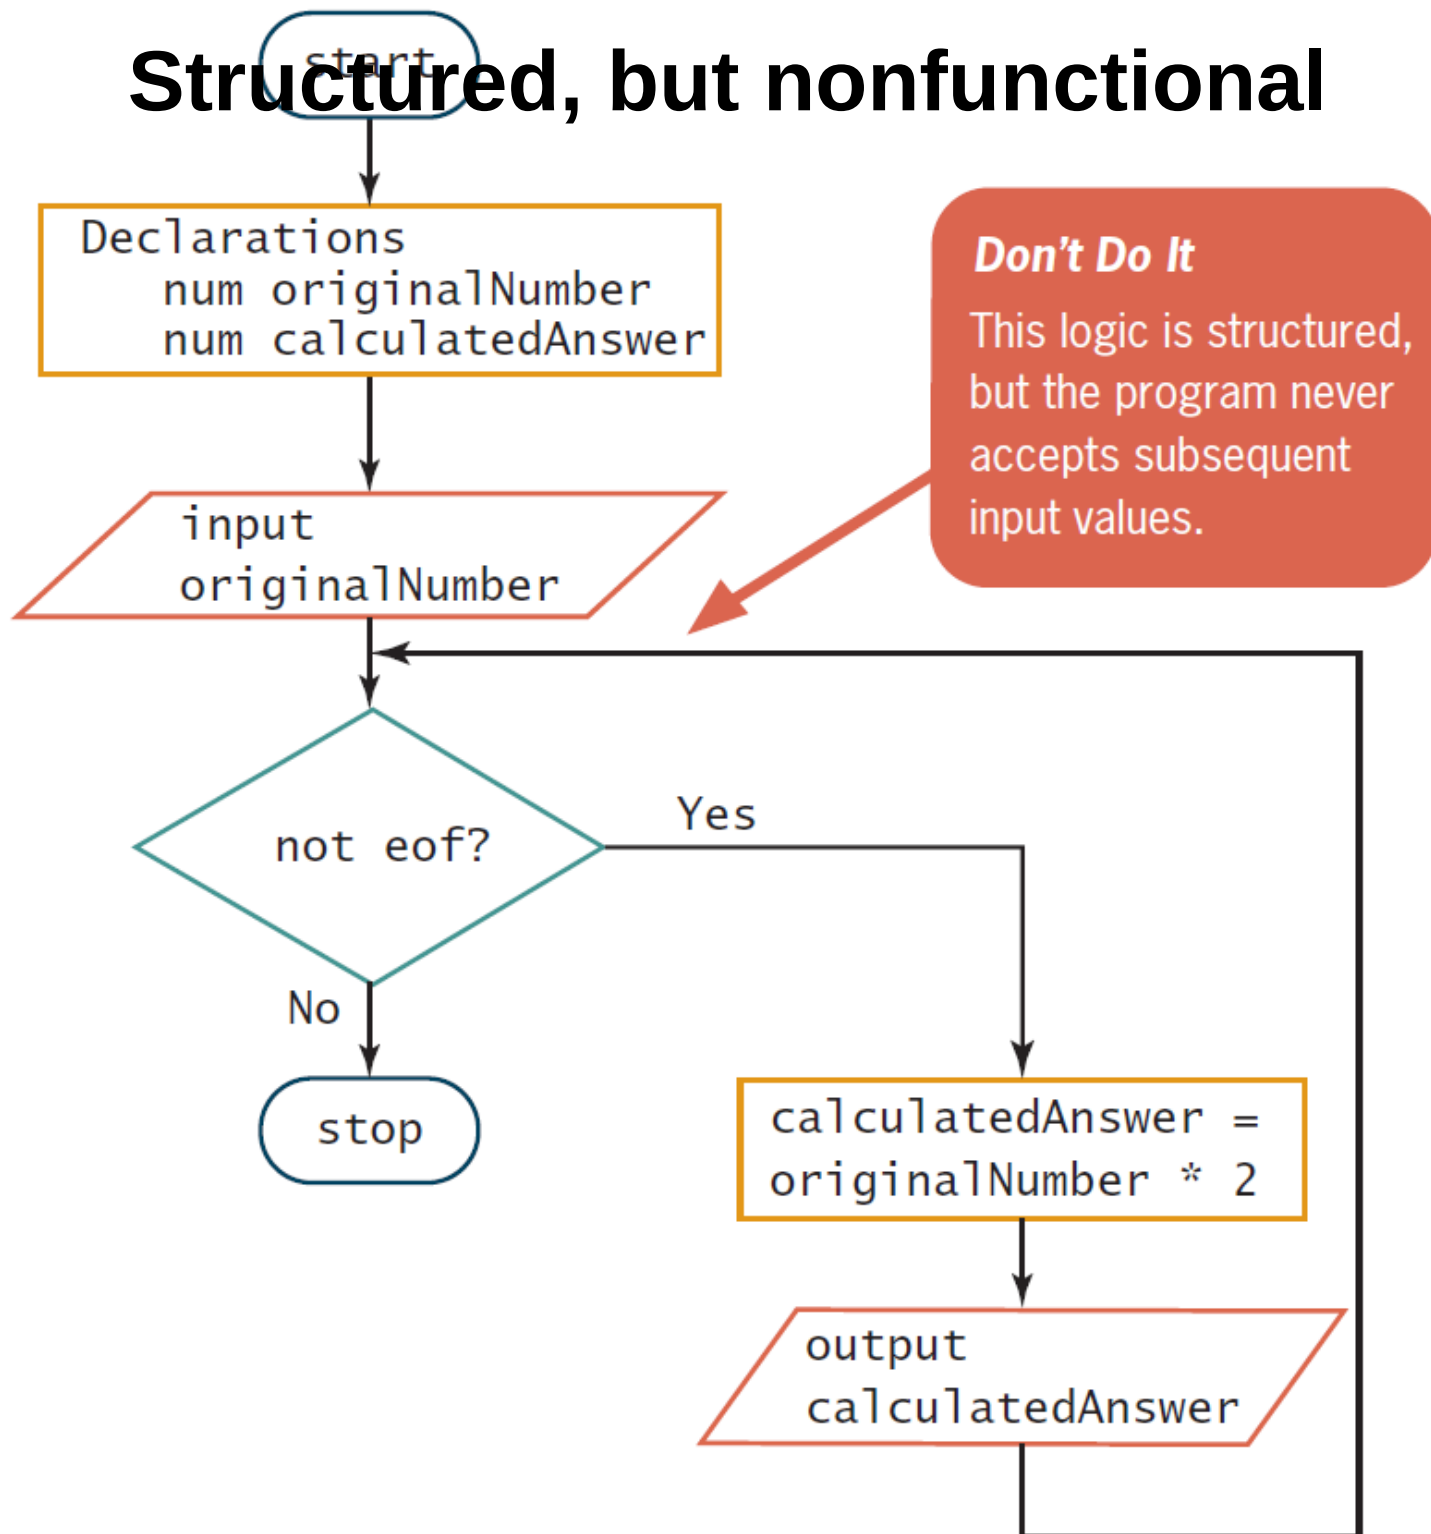 Structured, but nonfunctional
start
Declarations
num originalNumber
num calculatedAnswer
Don't Do It
This logic is structured,
but the program never
accepts subsequent
input values.
input
originalNumber
not eof?
Yes
No
stop
calculatedAnswer =
originalNumber * 2
output
calculatedAnswer